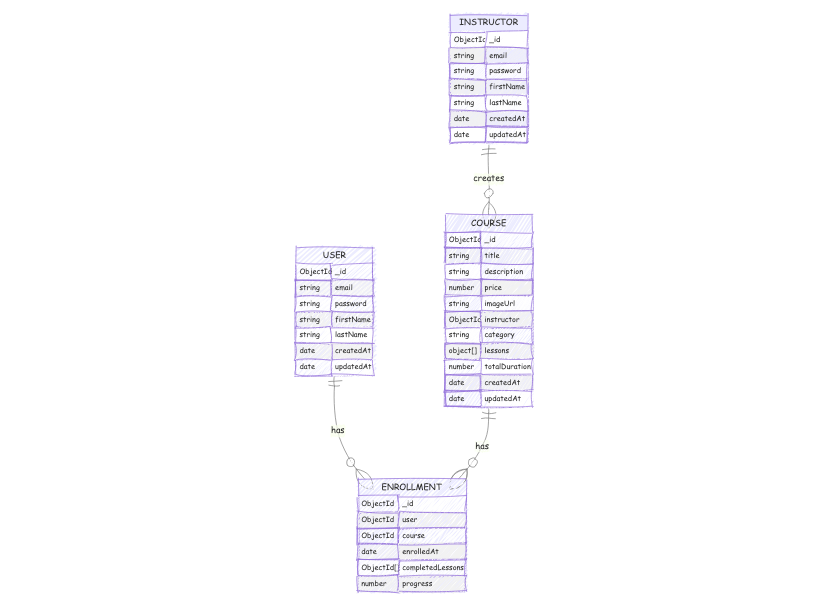 INSTRUCTOR
ObjectId _id
string email
string password
string firstName
string lastName
date createdAt
date updatedAt
creates
COURSE
ObjectId _id
string title
string description
number price
string imageUrl
ObjectId instructor
string category
object[] lessons
number totalDuration
date createdAt
date updatedAt
USER
ObjectId _id
string email
string password
string firstName
string lastName
date createdAt
date updatedAt
has
has
ENROLLMENT
ObjectId _id
ObjectId user
ObjectId course
date enrolledAt
ObjectId[] completedLessons
number progress